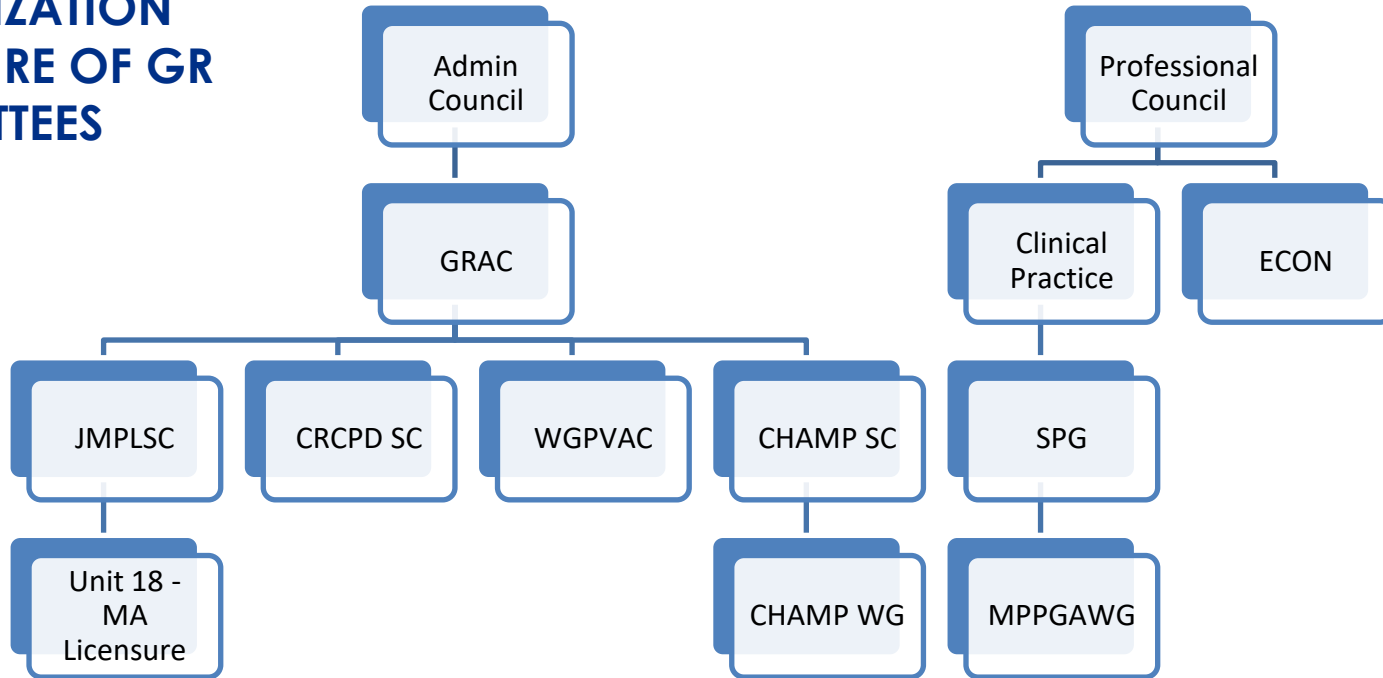 IZATION
RE OF GR
TTEES
Admin
Council
Professional
Council
GRAC
Clinical
Practice
ECON
JMPLSC
CRCPD SC
WGPVAC
CHAMP SC
SPG
Unit 18 -
MA
Licensure
CHAMP WG
MPPGAWG